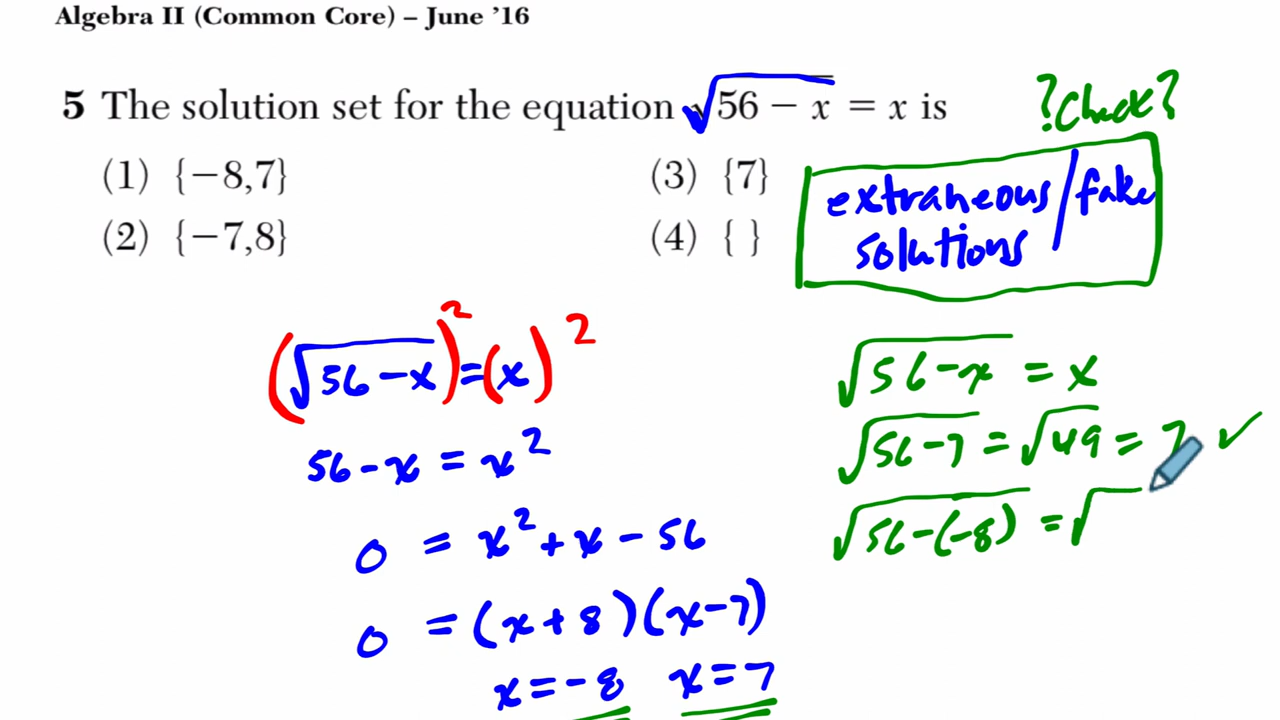 Algebra II (Common Core) – June ’16
5 The solution set for the equation √56 − x = x is
(1) {−8,7}
(2) {−7,8}
(3) {7}
(4) { }
?Check?
extraneous/fake
solutions
(√56-x)² = (x)²
56-x = x²
0 = x² + x - 56
0 = (x+8)(x-7)
x=-8 x=7
√56-x = x
√56-7 = √49 = 7 ✓
√56-(-8) = √